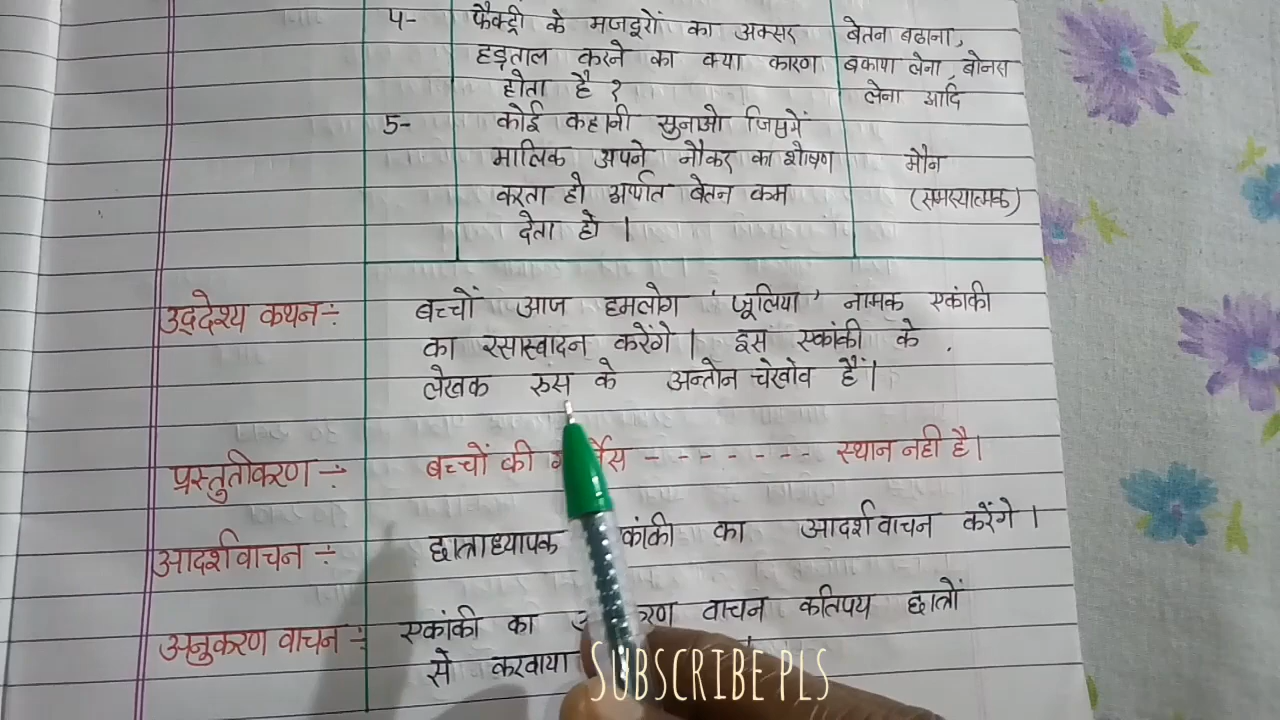 4- फैक्ट्री के मजदूरों का अक्सर बेतन बढाना,
हड़ताल करने का क्या कारण बकाया लेना, बोनस
होता है ? लेना आदि
5- कोई कहानी सुनाओ जिसमें
मालिक अपने नौकर का शोषण मौन
करता हो अर्थात बेतन कम (समस्यात्मक)
देता हो ।
उद्देश्य कथन ÷ बच्चों आज हमलोग 'जूलिया' नामक एकांकी
का रसास्वादन करेंगे । इस एकांकी के
लेखक रुस के अन्तोन चेखोव हैं ।
प्रस्तुतीकरण ÷ बच्चों की - - - - - - - स्थान नही है ।
आदर्शवाचन ÷ छात्राध्यापक का आदर्शवाचन करेंगे ।
अनुकरण वाचन ÷ एकांकी का वाचन कतिपय छात्रों
से करवाया
SUBSCRIBE PLS